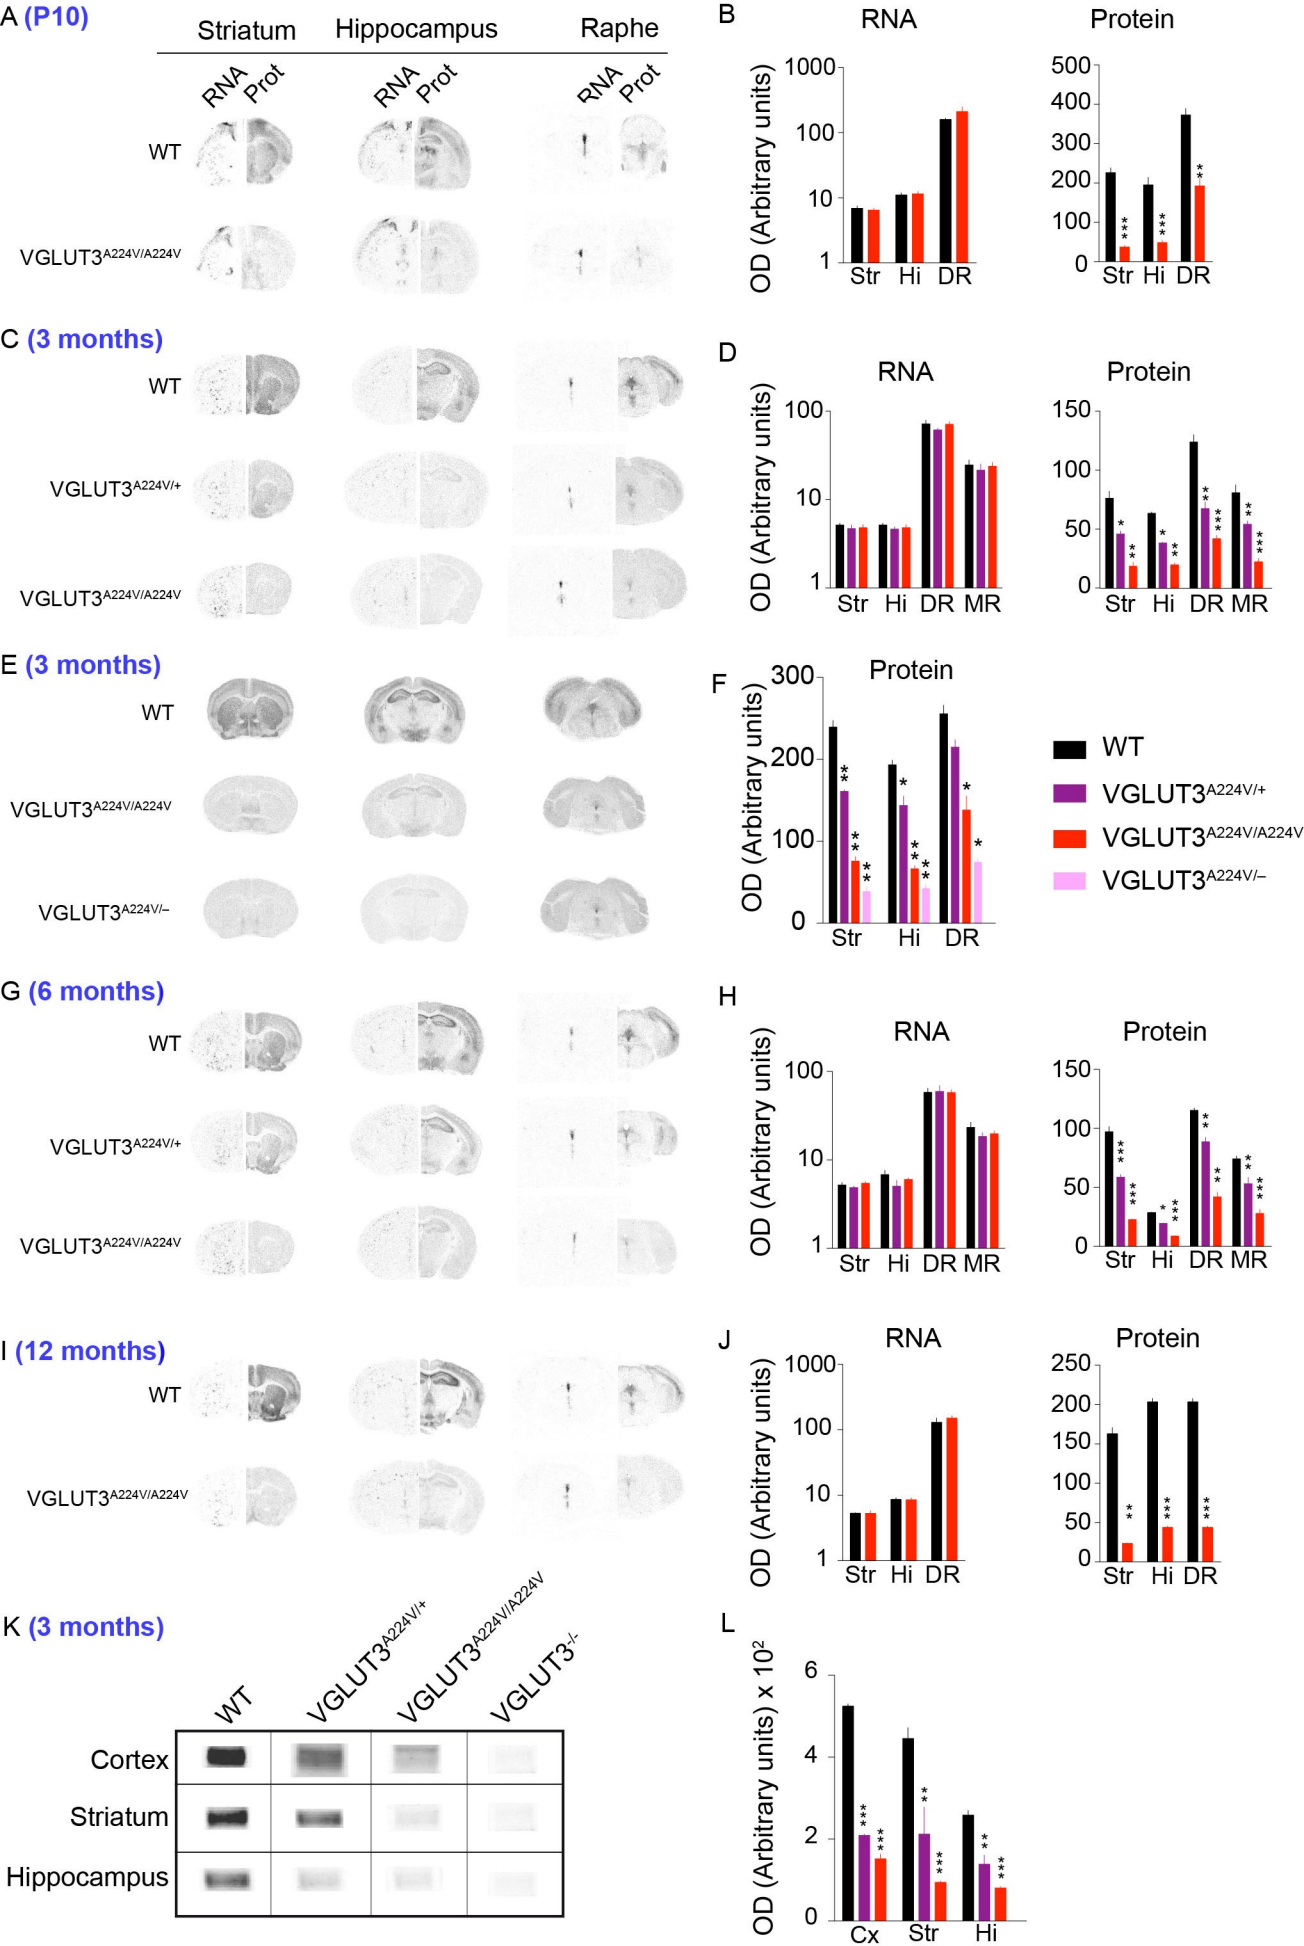 A (P10)
Striatum Hippocampus Raphe
RNA Prot RNA Prot RNA Prot
WT
VGLUT3A224V/A224V
B
RNA Protein
OD (Arbitrary units)
1000
100
10
1
Str Hi DR
500
400
300
200
100
0
*** *** **
Str Hi DR
C (3 months)
WT
VGLUT3A224V/+
VGLUT3A224V/A224V
D
RNA Protein
OD (Arbitrary units)
100
10
1
Str Hi DR MR
150
100
50
0
* ** * ** ** *** ** ***
Str Hi DR MR
E (3 months)
WT
VGLUT3A224V/A224V
VGLUT3A224V/–
F
Protein
OD (Arbitrary units)
300
200
100
0
** ** ** * ** ** * *
Str Hi DR
WT
VGLUT3A224V/+
VGLUT3A224V/A224V
VGLUT3A224V/–
G (6 months)
WT
VGLUT3A224V/+
VGLUT3A224V/A224V
H
RNA Protein
OD (Arbitrary units)
100
10
1
Str Hi DR MR
150
100
50
0
*** *** * *** ** ** ** ***
Str Hi DR MR
I (12 months)
WT
VGLUT3A224V/A224V
J
RNA Protein
OD (Arbitrary units)
1000
100
10
1
Str Hi DR
250
200
150
100
50
0
** *** ***
Str Hi DR
K (3 months)
WT VGLUT3A224V/+ VGLUT3A224V/A224V VGLUT3-/-
Cortex
Striatum
Hippocampus
L
OD (Arbitrary units) x 10²
6
4
2
0
*** *** ** *** ** ***
Cx Str Hi